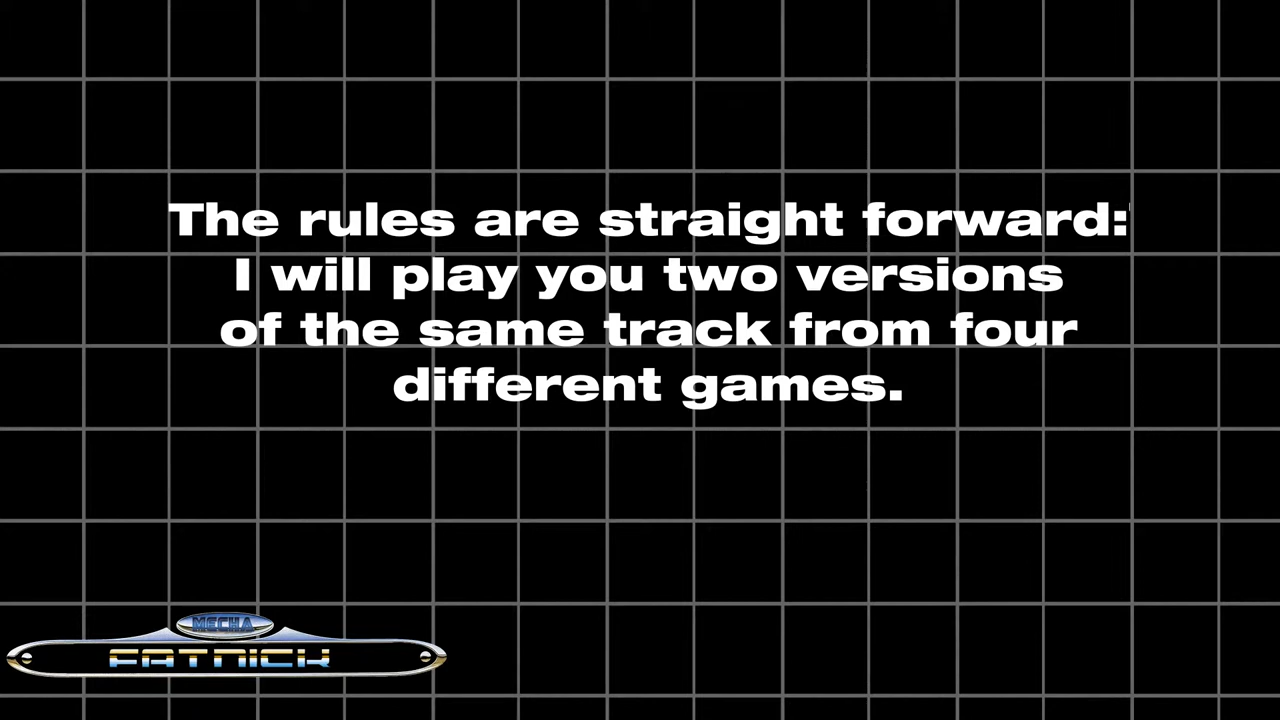 The rules are straight forward:
I will play you two versions
of the same track from four
different games.
MECHA
FATNICK